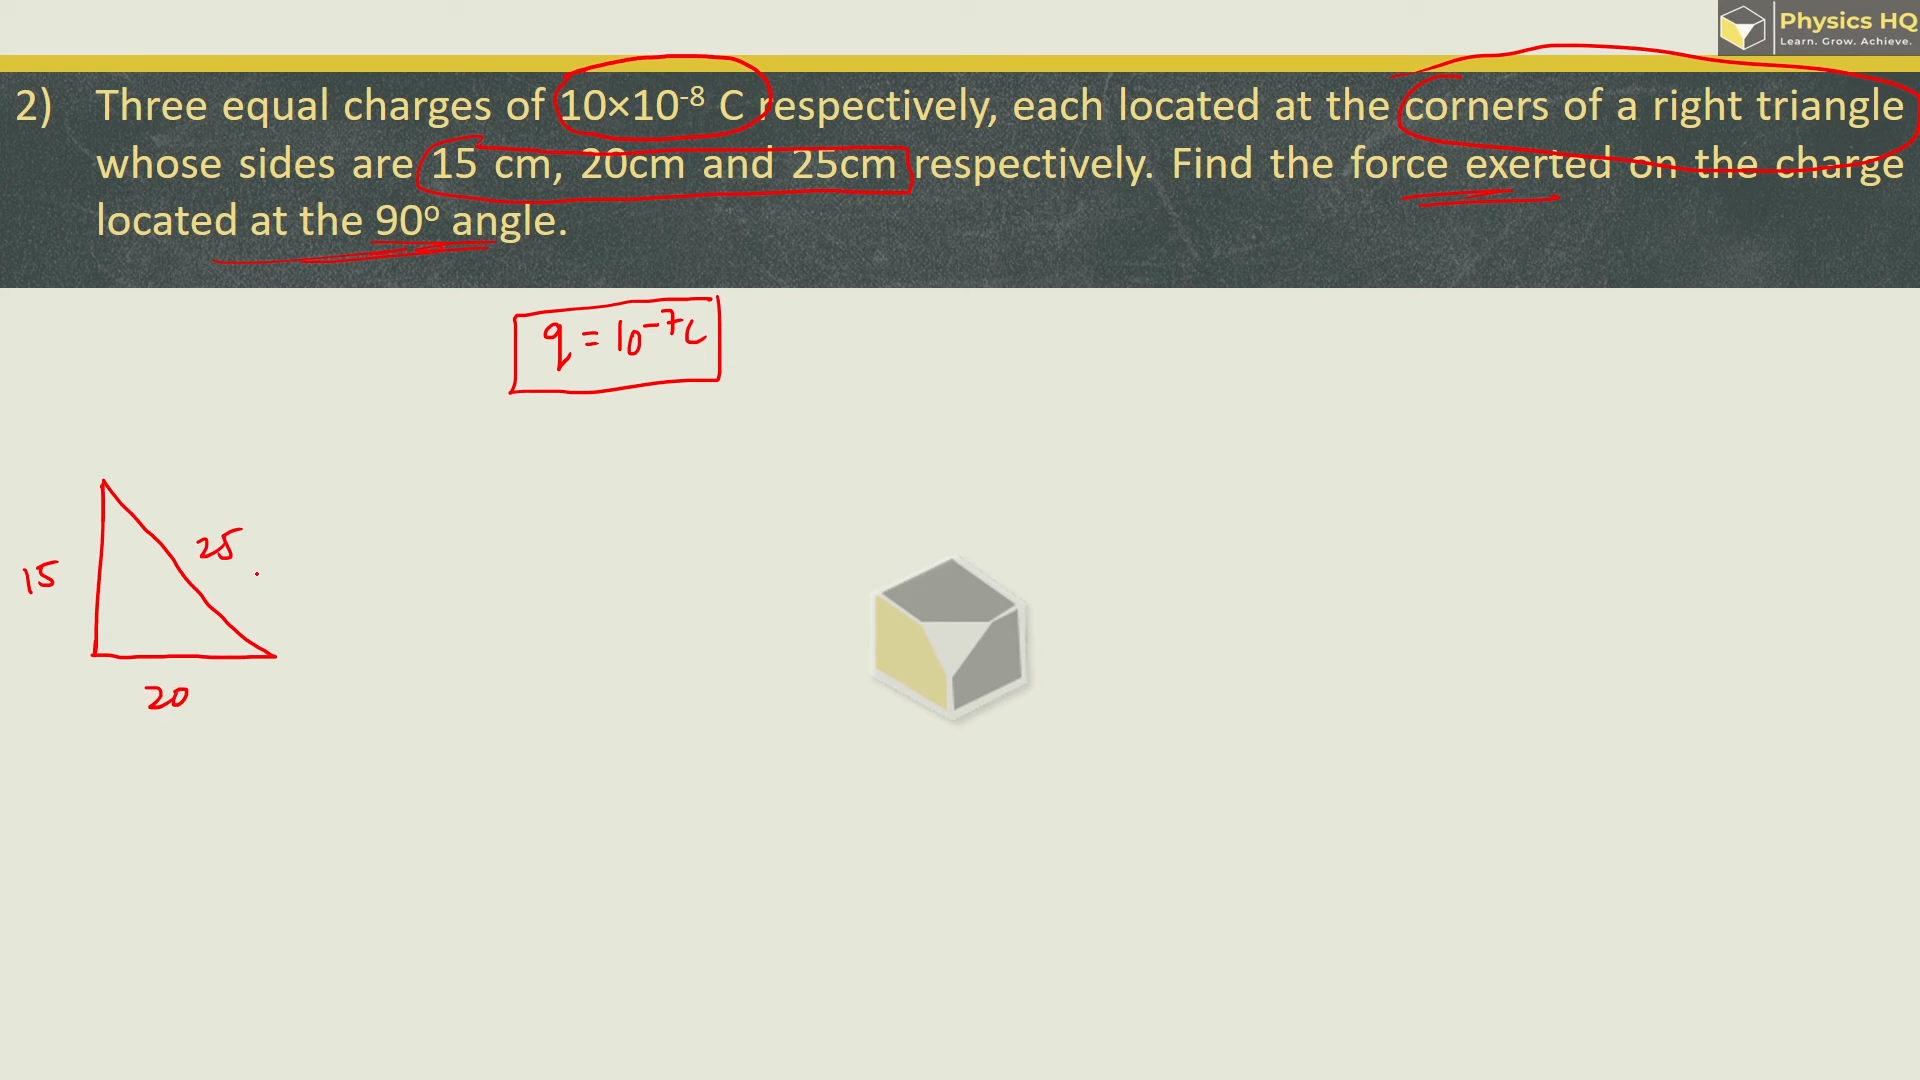 Physics HQ
Learn. Grow. Achieve.
2) Three equal charges of 10×10⁻⁸ C respectively, each located at the corners of a right triangle
whose sides are 15 cm, 20cm and 25cm respectively. Find the force exerted on the charge
located at the 90º angle.
q = 10⁻⁷C
25
15
20